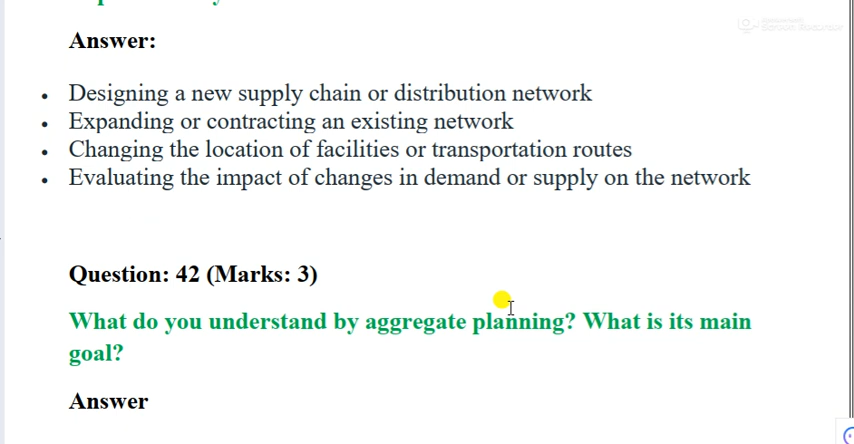 Answer:
• Designing a new supply chain or distribution network
• Expanding or contracting an existing network
• Changing the location of facilities or transportation routes
• Evaluating the impact of changes in demand or supply on the network
Question: 42 (Marks: 3)
What do you understand by aggregate planning? What is its main
goal?
Answer